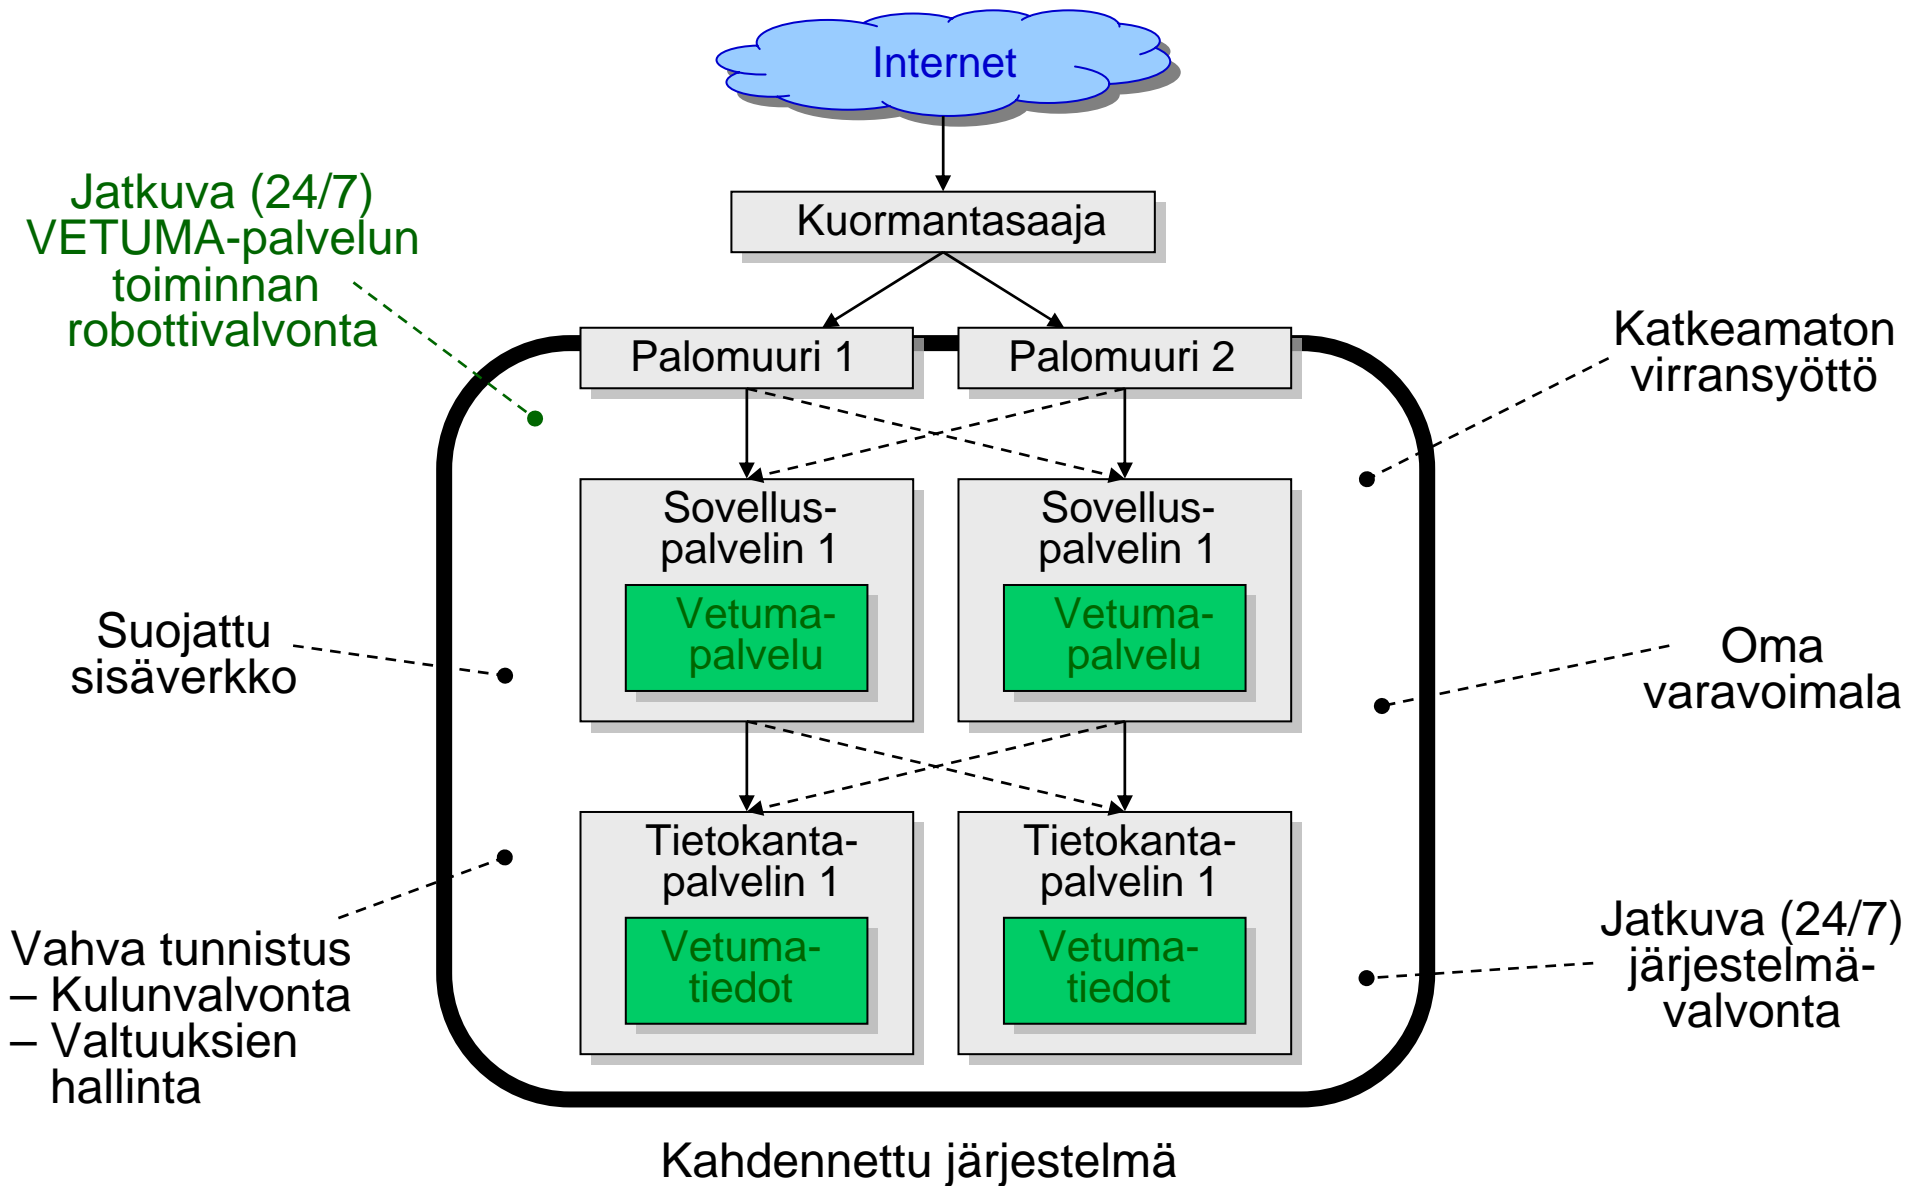 Internet
Kuormantasaaja
Jatkuva (24/7)
VETUMA-palvelun
toiminnan
robottivalvonta
Palomuuri 1
Palomuuri 2
Katkeamaton
virransyöttö
Sovellus-
palvelin 1
Vetuma-
palvelu
Sovellus-
palvelin 1
Vetuma-
palvelu
Suojattu
sisäverkko
Oma
varavoimala
Tietokanta-
palvelin 1
Vetuma-
tiedot
Tietokanta-
palvelin 1
Vetuma-
tiedot
Vahva tunnistus
– Kulunvalvonta
– Valtuuksien
hallinta
Jatkuva (24/7)
järjestelmä-
valvonta
Kahdennettu järjestelmä